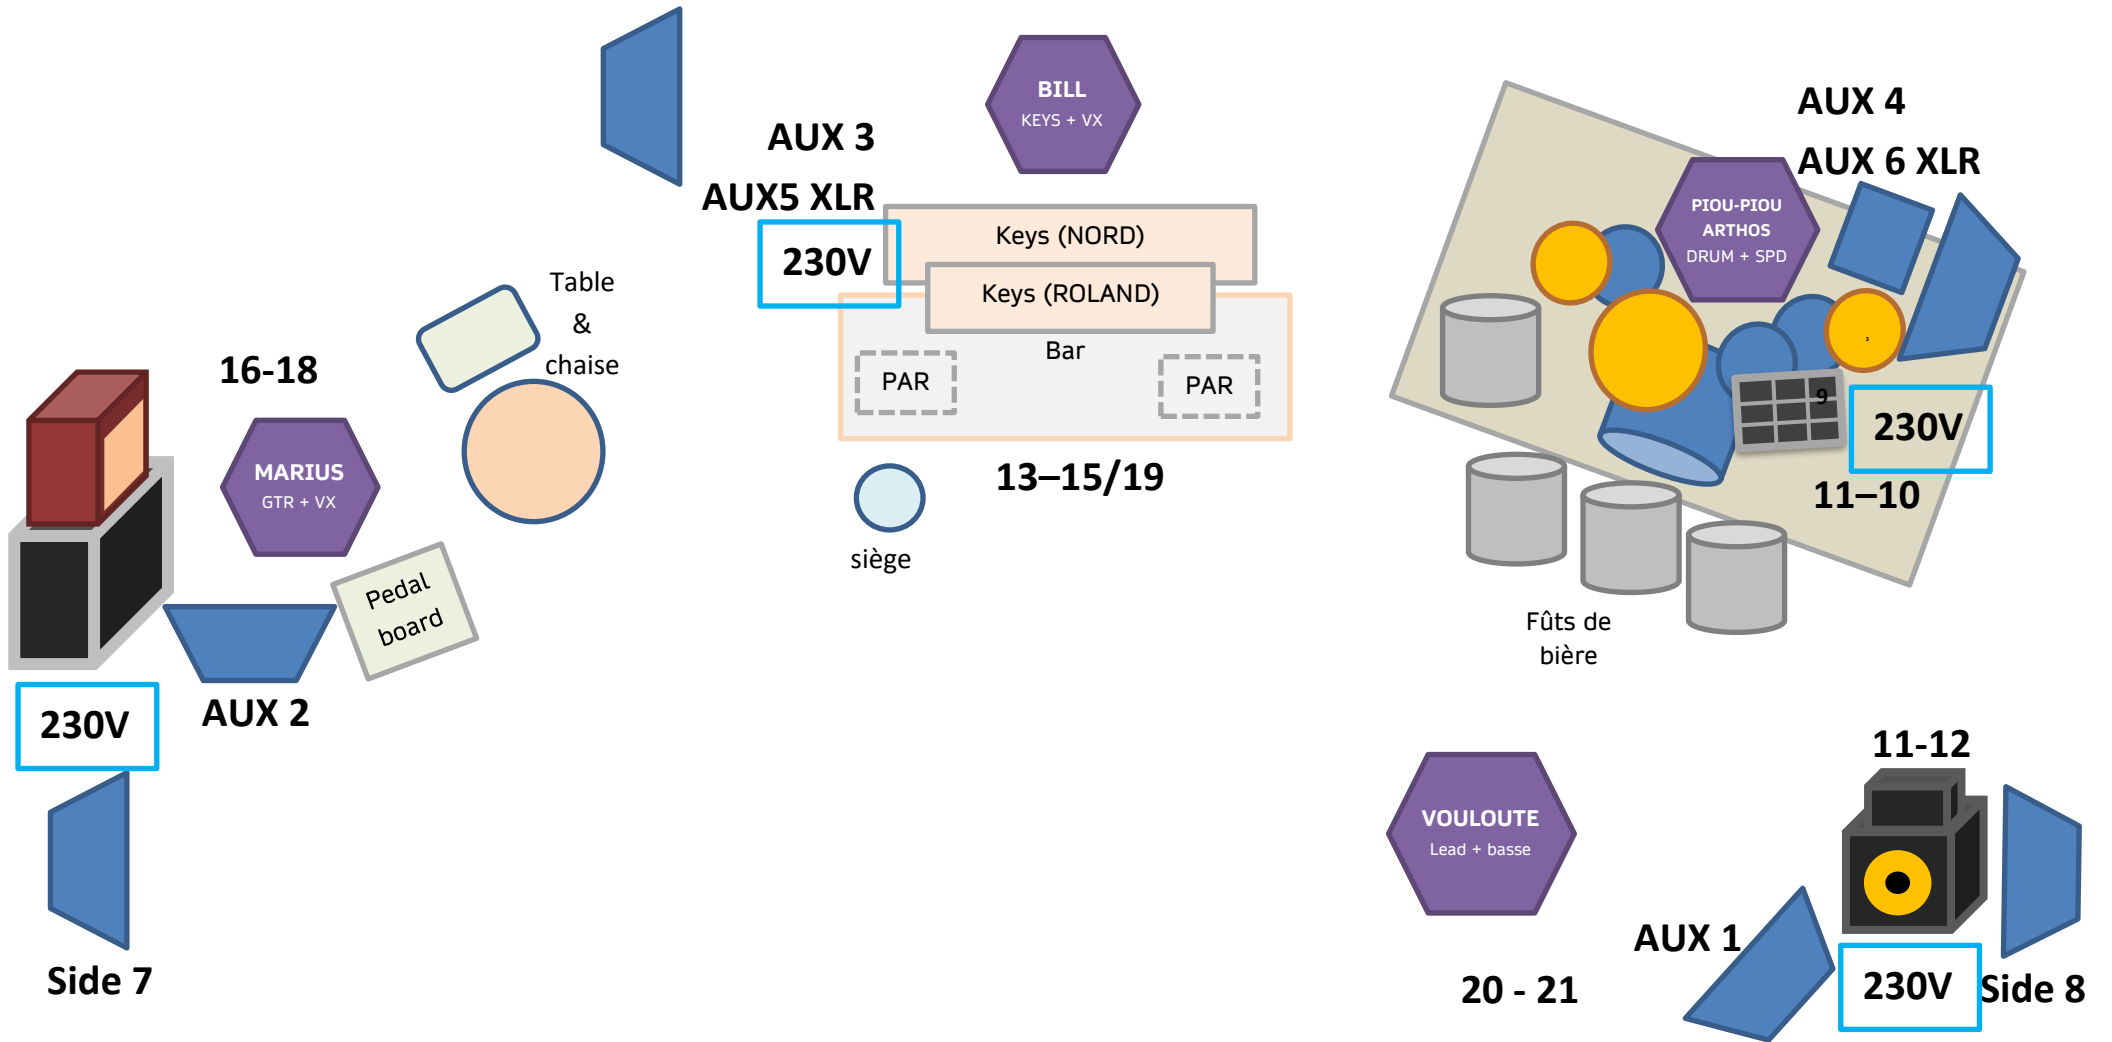 BILL
KEYS + VX
AUX 3
AUX5 XLR
230V
Keys (NORD)
Keys (ROLAND)
Bar
PAR
PAR
13–15/19
siège
AUX 4
AUX 6 XLR
PIOU-PIOU
ARTHOS
DRUM + SPD
9
230V
11–10
Fûts de
bière
Table
&
chaise
16-18
MARIUS
GTR + VX
Pedal
board
AUX 2
230V
Side 7
VOULOUTE
Lead + basse
11-12
AUX 1
20 - 21
230V
Side 8